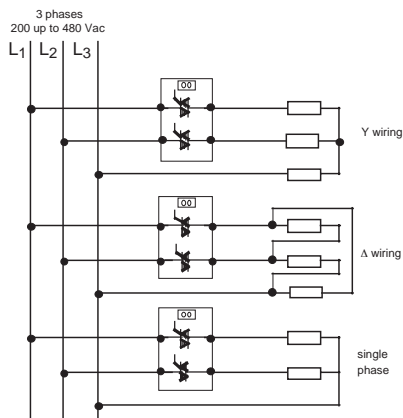 3 phases
200 up to 480 Vac
L1 L2 L3
00
Y wiring
00
Δ wiring
00
single
phase